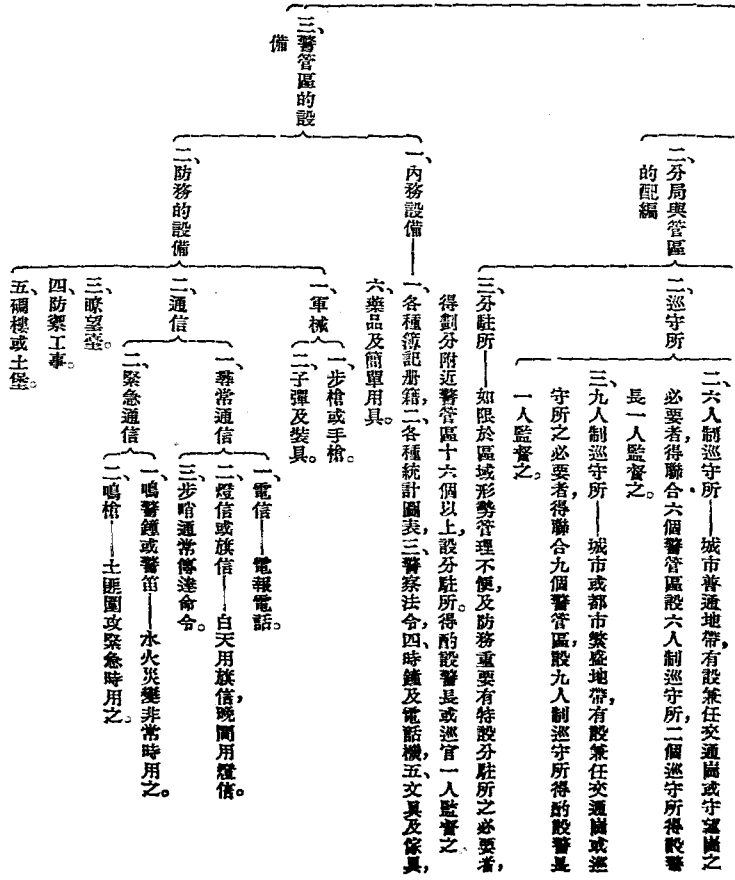 二、分局與管區
的配編
二、巡守所
二、六人制巡守所——城市普通地帶，有設兼任交通崗或守望崗之
必要者，得聯合六個警管區設六人制巡守所，二個巡守所得設警
長一人監督之。
三、九人制巡守所——城市或都市繁盛地帶，有設兼任交通崗或巡
守所之必要者，得聯合九個警管區，設九人制巡守所得酌設警長
一人監督之。
三、分駐所——如限於區域形勢管理不便，及防務重要有特設分駐所之必要者，
得劃分附近警管區十六個以上，設分駐所。得酌設警長或巡官一人監督之。
三、警管區的設
備
一、內務設備——一、各種簿記册籍，二、各種統計圖表，三、警察法令，四、時鐘及電話機，五、文具及傢具，
六、藥品及簡單用具。
二、防務的設備
一、軍械
一、步槍或手槍。
二、子彈及裝具。
二、通信
一、尋常通信
一、電信——電報電話。
二、燈信或旗信——白天用旗信，晚間用燈信。
三、步哨通常傳達命令。
二、緊急通信
一、鳴警鐘或警笛——水火災變非常時用之。
二、鳴槍——土匪圍攻緊急時用之。
三、瞭望臺。
四、防禦工事。
五、碉樓或土堡。